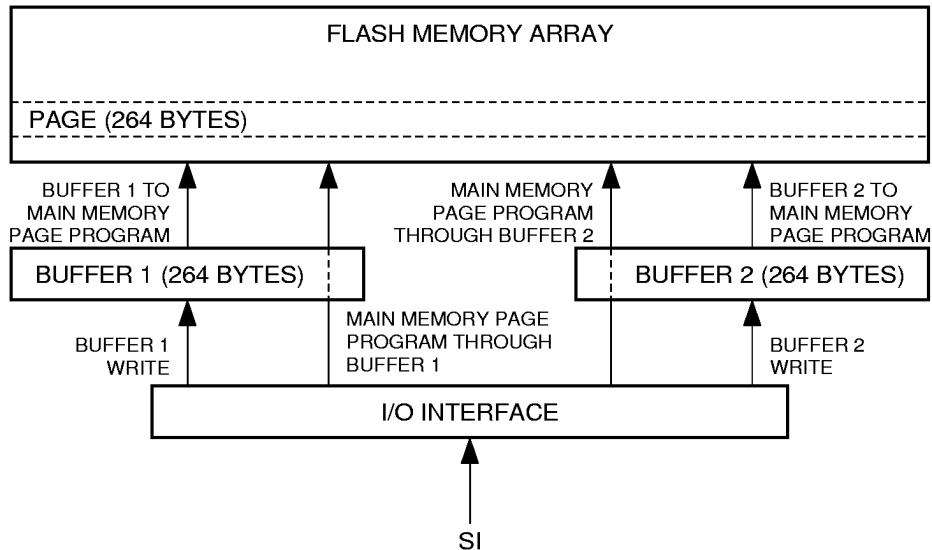 FLASH MEMORY ARRAY
PAGE (264 BYTES)
BUFFER 1 TO
MAIN MEMORY
PAGE PROGRAM
MAIN MEMORY
PAGE PROGRAM
THROUGH BUFFER 2
BUFFER 2 TO
MAIN MEMORY
PAGE PROGRAM
BUFFER 1 (264 BYTES)
BUFFER 2 (264 BYTES)
BUFFER 1
WRITE
MAIN MEMORY PAGE
PROGRAM THROUGH
BUFFER 1
BUFFER 2
WRITE
I/O INTERFACE
SI